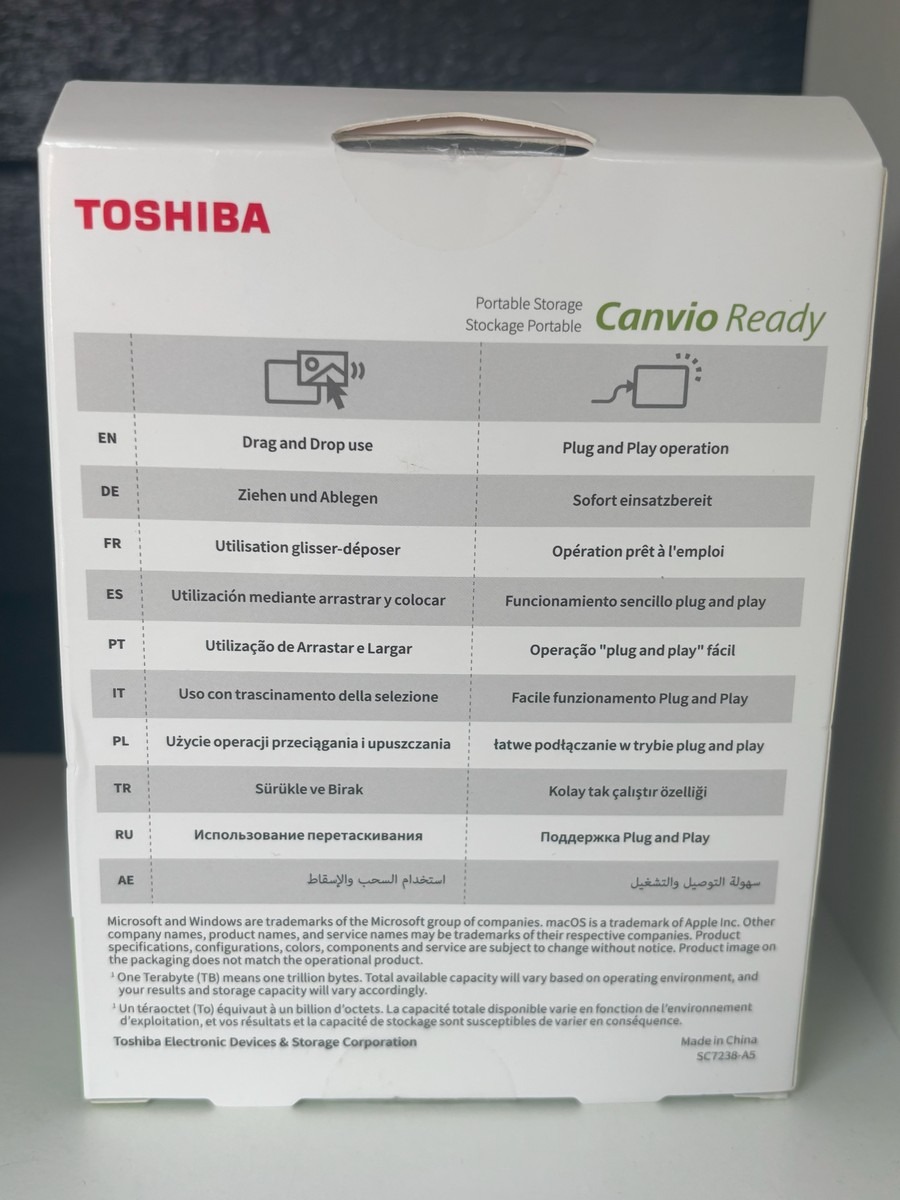 TOSHIBA
Portable Storage
Stockage Portable
Canvio Ready
EN Drag and Drop use Plug and Play operation
DE Ziehen und Ablegen Sofort einsatzbereit
FR Utilisation glisser-déposer Opération prêt à l'emploi
ES Utilización mediante arrastrar y colocar Funcionamiento sencillo plug and play
PT Utilização de Arrastar e Largar Operação "plug and play" fácil
IT Uso con trascinamento della selezione Facile funzionamento Plug and Play
PL Użycie operacji przeciągania i upuszczania łatwe podłączanie w trybie plug and play
TR Sürükle ve Birak Kolay tak çalıştır özelliği
RU Использование перетаскивания Поддержка Plug and Play
AE استخدام السحب والإسقاط سهولة التوصيل والتشغيل
Microsoft and Windows are trademarks of the Microsoft group of companies. macOS is a trademark of Apple Inc. Other
company names, product names, and service names may be trademarks of their respective companies. Product
specifications, configurations, colors, components and service are subject to change without notice. Product image on
the packaging does not match the operational product.
¹ One Terabyte (TB) means one trillion bytes. Total available capacity will vary based on operating environment, and
your results and storage capacity will vary accordingly.
¹ Un téraoctet (To) équivaut à un billion d'octets. La capacité totale disponible varie en fonction de l'environnement
d'exploitation, et vos résultats et la capacité de stockage sont susceptibles de varier en conséquence.
Toshiba Electronic Devices & Storage Corporation
Made in China
SC7238-A5